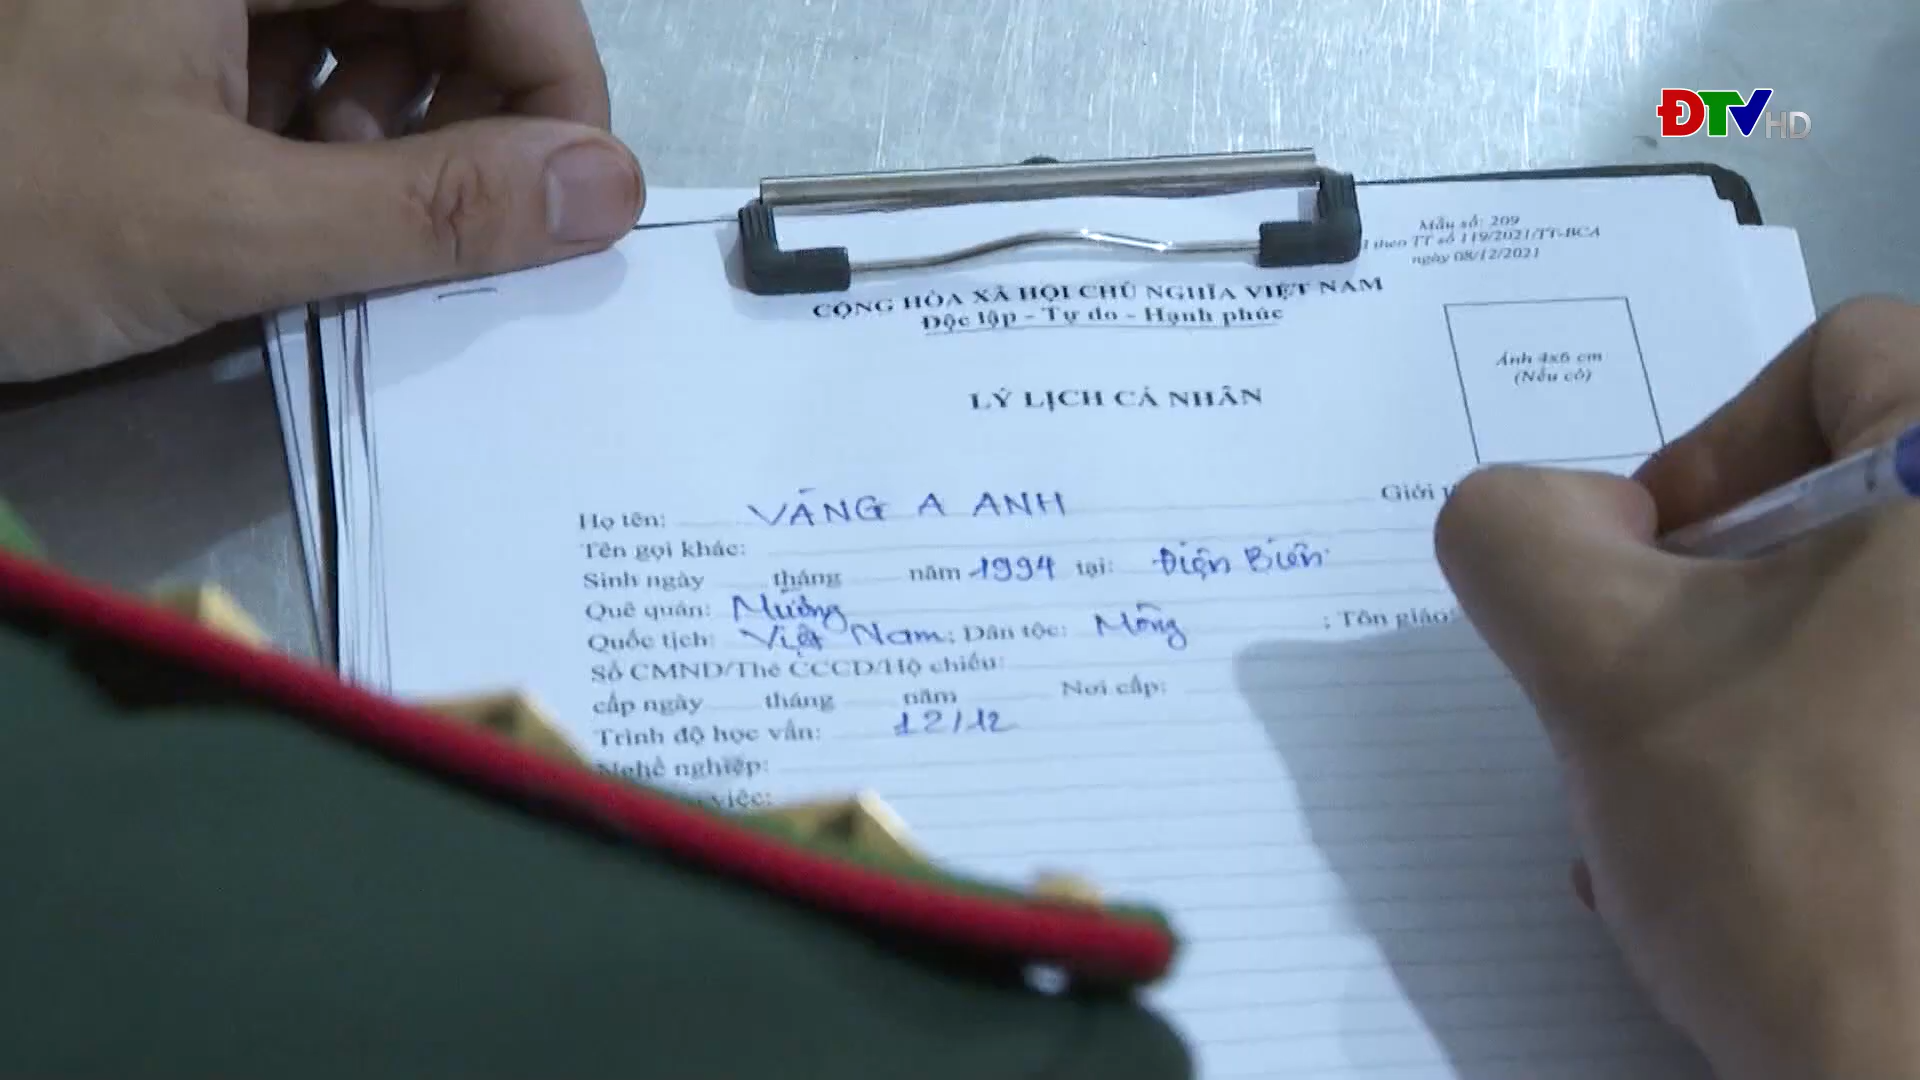 ĐTV HD
Mẫu số: 209
theo TT số 119/2021/TT-BCA
ngày 08/12/2021
CỘNG HÒA XÃ HỘI CHỦ NGHĨA VIỆT NAM
Độc lập - Tự do - Hạnh phúc
Ảnh 4x6 cm
(Nếu có)
LÝ LỊCH CÁ NHÂN
Họ tên: VÀNG A ANH Giới
Tên gọi khác:
Sinh ngày tháng năm 1994 tại: Điện Biên
Quê quán: Mường
Quốc tịch: Việt Nam; Dân tộc: Mông ; Tôn giáo:
Số CMND/Thẻ CCCD/Hộ chiếu:
cấp ngày tháng năm Nơi cấp:
Trình độ học vấn: 12/12
Nghề nghiệp:
việc: